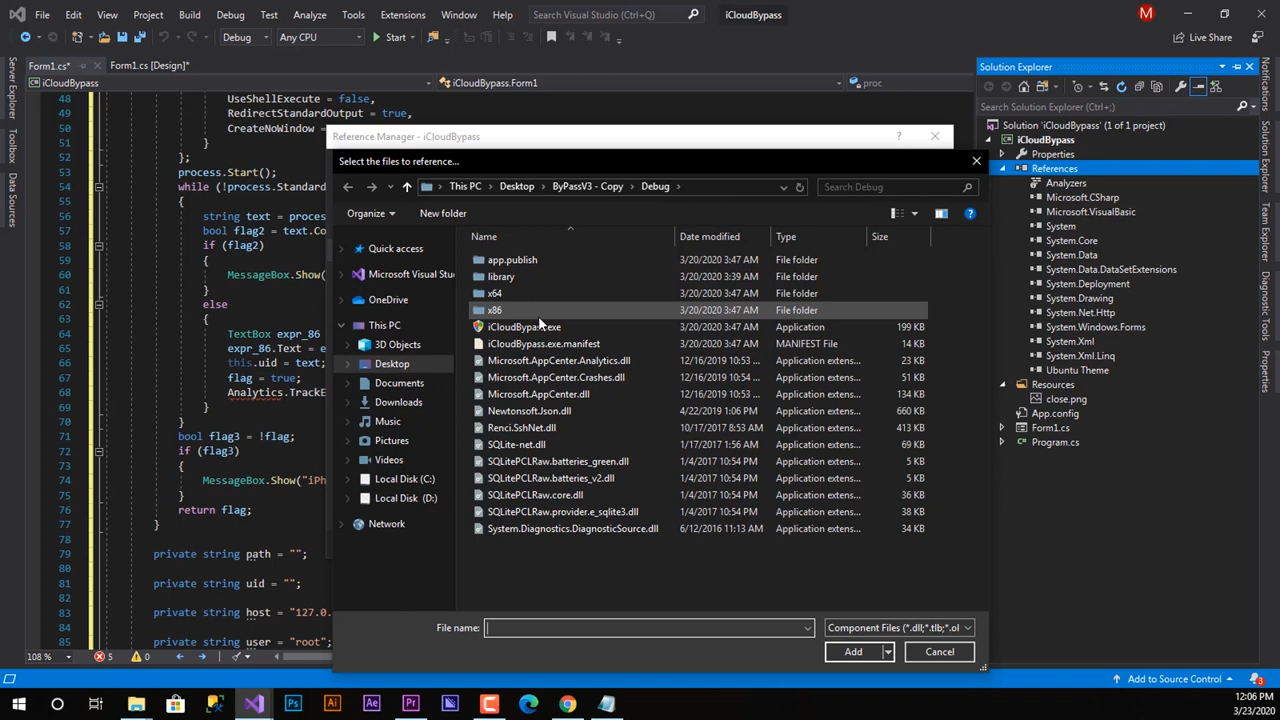 File Edit View Project Build Debug Test Analyze Tools Extensions Window Help Search Visual Studio (Ctrl+Q) iCloudBypass M
Debug Any CPU Start Live Share
Form1.cs* Form1.cs [Design]*
iCloudBypass iCloudBypass.Form1 proc
Server Explorer
Toolbox
Data Sources
48 UseShellExecute = false,
49 RedirectStandardOutput = true,
50 CreateNoWindow =
51 }
52 };
53 process.Start();
54 while (!process.Standard
55 {
56 string text = proces
57 bool flag2 = text.Co
58 if (flag2)
59 {
60 MessageBox.Show(
61 }
62 else
63 {
64 TextBox expr_86
65 expr_86.Text = e
66 this.uid = text;
67 flag = true;
68 Analytics.TrackE
69 }
70 }
71 bool flag3 = !flag;
72 if (flag3)
73 {
74 MessageBox.Show("iPh
75 }
76 return flag;
77 }
78
79 private string path = "";
80
81 private string uid = "";
82
83 private string host = "127.0.
84
85 private string user = "root";
108 % 5 0
Reference Manager - iCloudBypass ?
Select the files to reference...
This PC Desktop ByPassV3 - Copy Debug Search Debug
Organize New folder
Quick access
Microsoft Visual Stu
OneDrive
This PC
3D Objects
Desktop
Documents
Downloads
Music
Pictures
Videos
Local Disk (C:)
Local Disk (D:)
Network
Name Date modified Type Size
app.publish 3/20/2020 3:47 AM File folder
library 3/20/2020 3:39 AM File folder
x64 3/20/2020 3:47 AM File folder
x86 3/20/2020 3:47 AM File folder
iCloudBypass.exe 3/20/2020 3:47 AM Application 199 KB
iCloudBypass.exe.manifest 3/20/2020 3:47 AM MANIFEST File 14 KB
Microsoft.AppCenter.Analytics.dll 12/16/2019 10:53 ... Application extens... 23 KB
Microsoft.AppCenter.Crashes.dll 12/16/2019 10:54 ... Application extens... 51 KB
Microsoft.AppCenter.dll 12/16/2019 10:53 ... Application extens... 134 KB
Newtonsoft.Json.dll 4/22/2019 1:06 PM Application extens... 660 KB
Renci.SshNet.dll 10/17/2017 8:53 AM Application extens... 413 KB
SQLite-net.dll 1/17/2017 1:56 AM Application extens... 69 KB
SQLitePCLRaw.batteries_green.dll 1/4/2017 10:54 PM Application extens... 5 KB
SQLitePCLRaw.batteries_v2.dll 1/4/2017 10:54 PM Application extens... 5 KB
SQLitePCLRaw.core.dll 1/4/2017 10:54 PM Application extens... 36 KB
SQLitePCLRaw.provider.e_sqlite3.dll 1/4/2017 10:54 PM Application extens... 38 KB
System.Diagnostics.DiagnosticSource.dll 6/12/2016 11:13 AM Application extens... 34 KB
File name: Component Files (*.dll;*.tlb;*.ol
Add Cancel
Solution Explorer
Search Solution Explorer (Ctrl+;)
Solution 'iCloudBypass' (1 of 1 project)
iCloudBypass
Properties
References
Analyzers
Microsoft.CSharp
Microsoft.VisualBasic
System
System.Core
System.Data
System.Data.DataSetExtensions
System.Deployment
System.Drawing
System.Net.Http
System.Windows.Forms
System.Xml
System.Xml.Linq
Ubuntu Theme
Resources
close.png
App.config
Form1.cs
Program.cs
Notifications
Team Explorer
Diagnostic Tools
Properties
Add to Source Control 3
Ps Ai Ae Pr
12:06 PM
3/23/2020